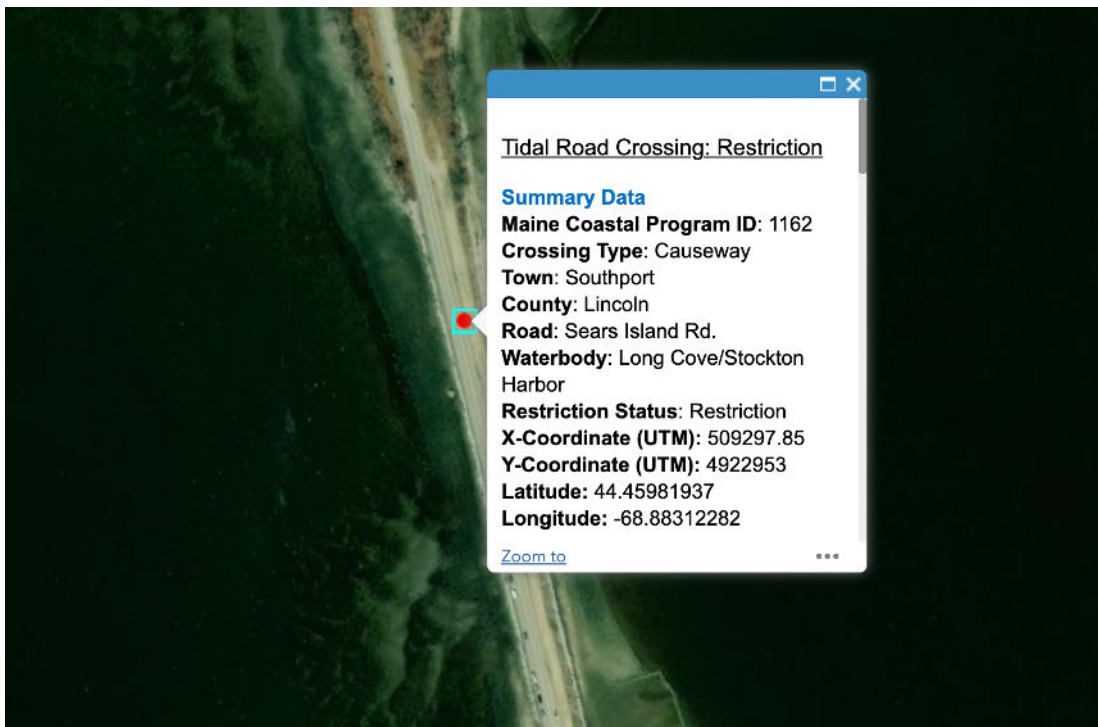 Tidal Road Crossing: Restriction
Summary Data
Maine Coastal Program ID: 1162
Crossing Type: Causeway
Town: Southport
County: Lincoln
Road: Sears Island Rd.
Waterbody: Long Cove/Stockton
Harbor
Restriction Status: Restriction
X-Coordinate (UTM): 509297.85
Y-Coordinate (UTM): 4922953
Latitude: 44.45981937
Longitude: -68.88312282
Zoom to